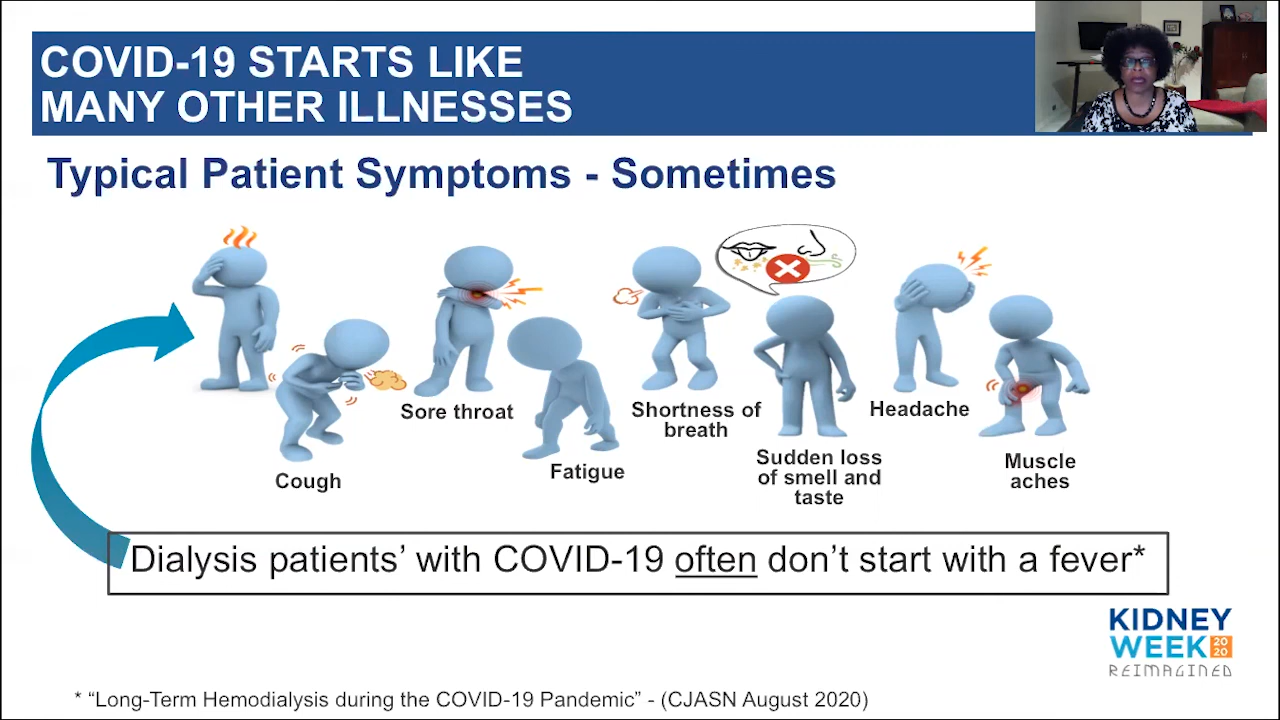 COVID-19 STARTS LIKE
MANY OTHER ILLNESSES
Typical Patient Symptoms - Sometimes
Cough
Sore throat
Fatigue
Shortness of
breath
Sudden loss
of smell and
taste
Headache
Muscle
aches
Dialysis patients’ with COVID-19 often don’t start with a fever*
KIDNEY
WEEK 20
20
REIMAGINED
* “Long-Term Hemodialysis during the COVID-19 Pandemic” - (CJASN August 2020)